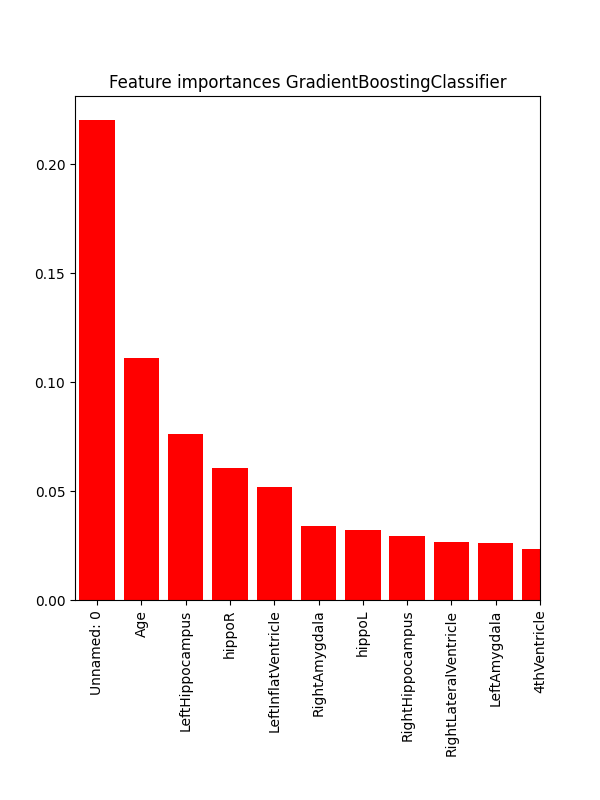 Feature importances GradientBoostingClassifier
0.20
0.15
0.10
0.05
0.00
Unnamed: 0
Age
LeftHippocampus
hippoR
LeftInflatVentricle
RightAmygdala
hippoL
RightHippocampus
RightLateralVentricle
LeftAmygdala
4thVentricle